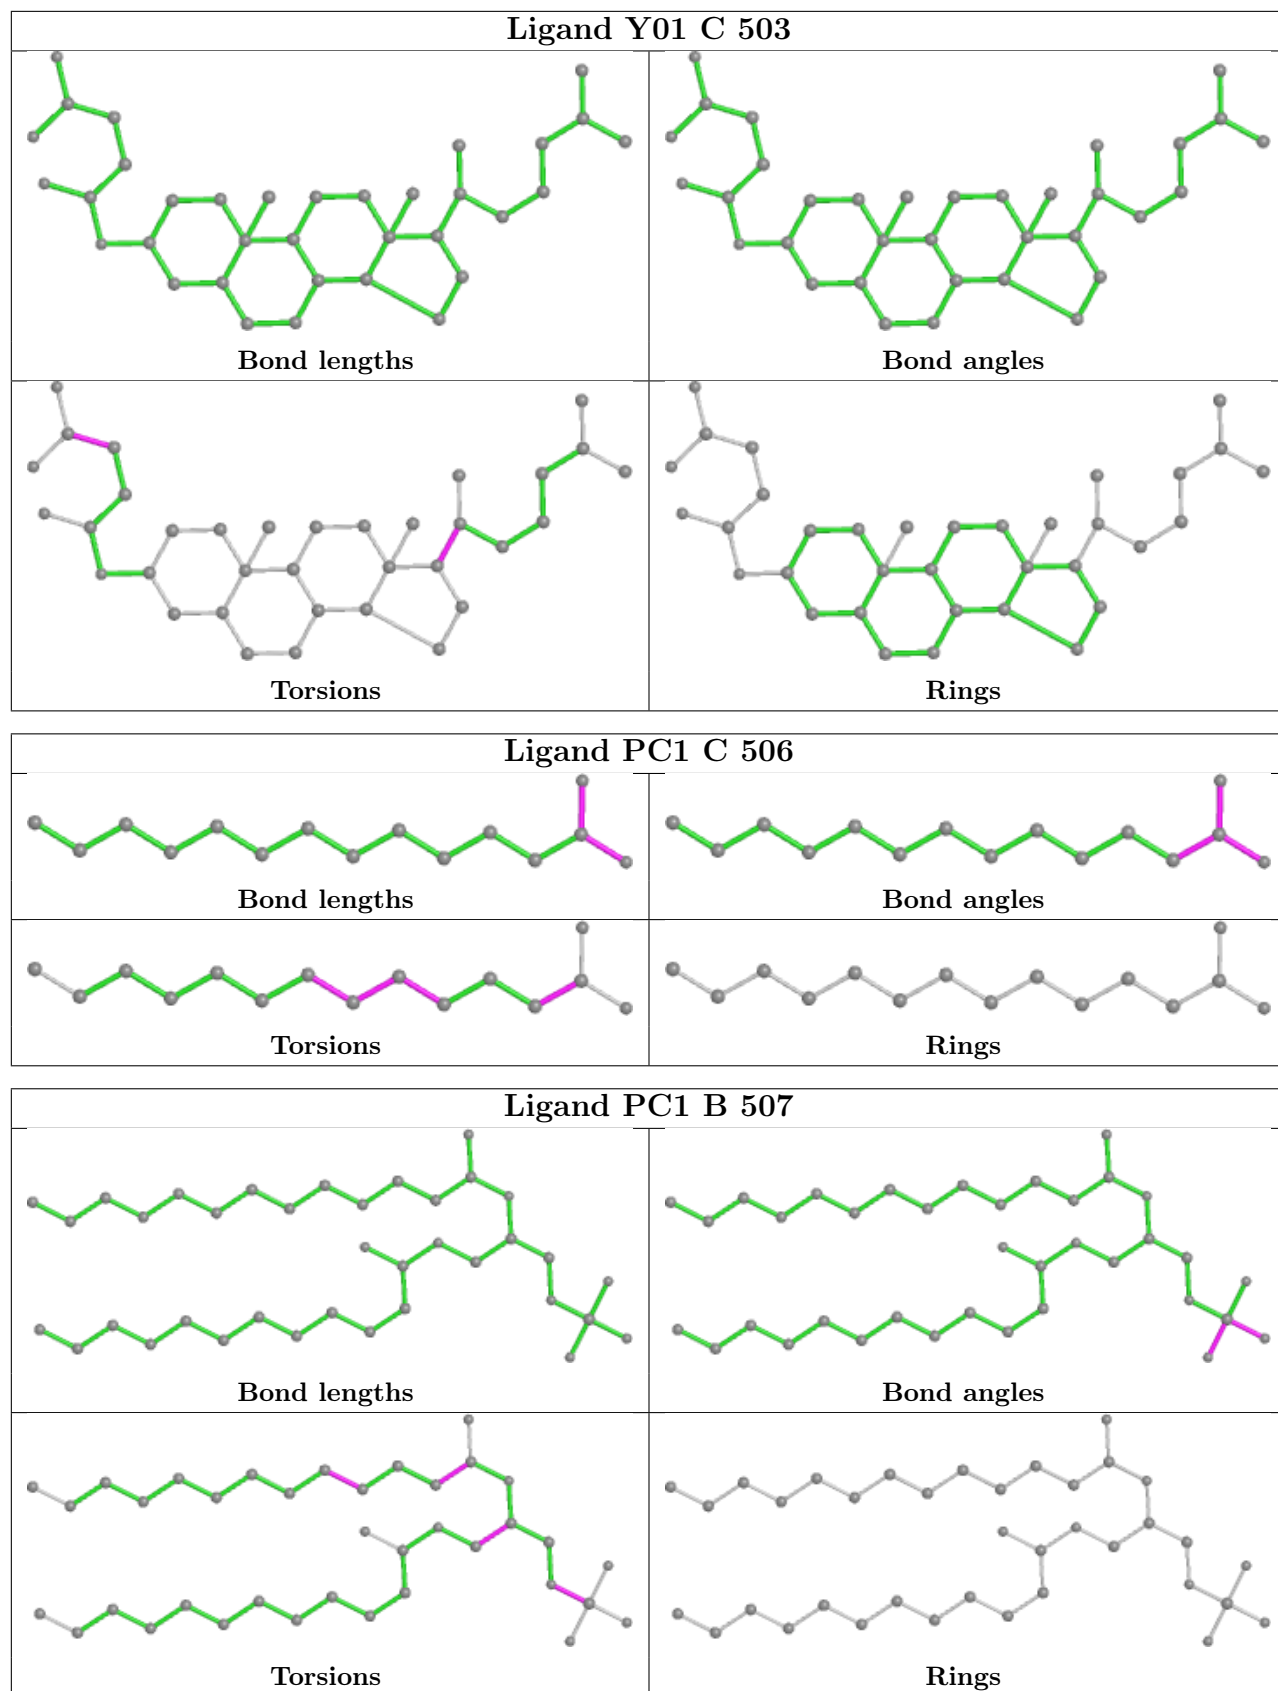 Ligand Y01 C 503
Bond lengths
Bond angles
Torsions
Rings
Ligand PC1 C 506
Bond lengths
Bond angles
Torsions
Rings
Ligand PC1 B 507
Bond lengths
Bond angles
Torsions
Rings